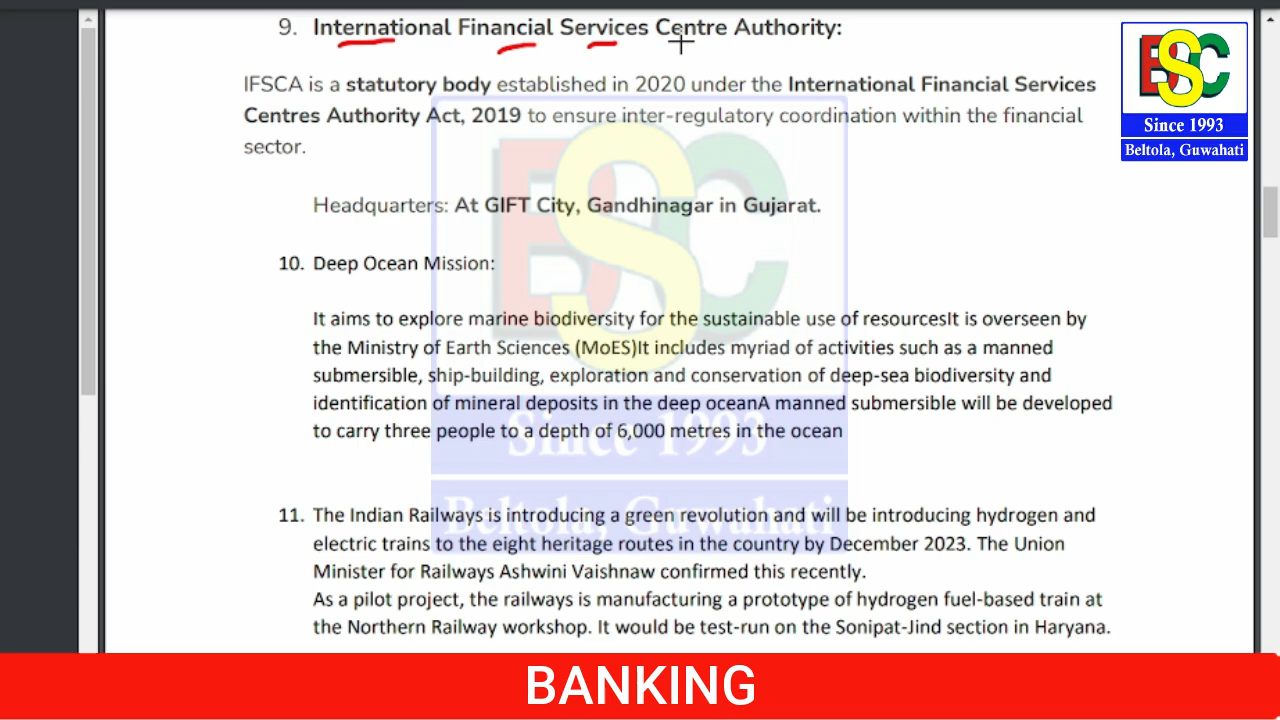 9. International Financial Services Centre Authority:
IFSCA is a statutory body established in 2020 under the International Financial Services
Centres Authority Act, 2019 to ensure inter-regulatory coordination within the financial
sector.
Headquarters: At GIFT City, Gandhinagar in Gujarat.
10. Deep Ocean Mission:
It aims to explore marine biodiversity for the sustainable use of resourcesIt is overseen by
the Ministry of Earth Sciences (MoES)It includes myriad of activities such as a manned
submersible, ship-building, exploration and conservation of deep-sea biodiversity and
identification of mineral deposits in the deep oceanA manned submersible will be developed
to carry three people to a depth of 6,000 metres in the ocean
11. The Indian Railways is introducing a green revolution and will be introducing hydrogen and
electric trains to the eight heritage routes in the country by December 2023. The Union
Minister for Railways Ashwini Vaishnaw confirmed this recently.
As a pilot project, the railways is manufacturing a prototype of hydrogen fuel-based train at
the Northern Railway workshop. It would be test-run on the Sonipat-Jind section in Haryana.
ESC
Since 1993
Beltola, Guwahati
ESC
Since 1993
Beltola, Guwahati
BANKING